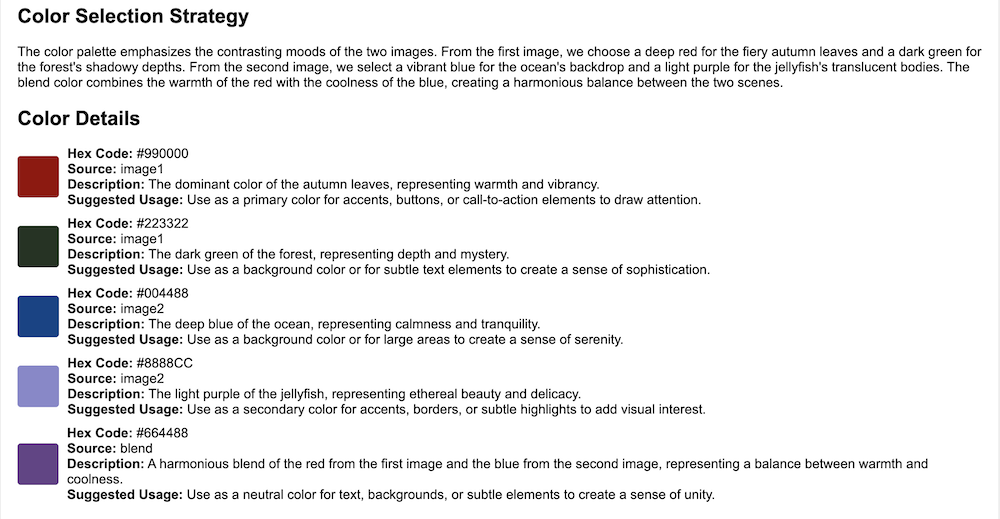 Color Selection Strategy
The color palette emphasizes the contrasting moods of the two images. From the first image, we choose a deep red for the fiery autumn leaves and a dark green for
the forest's shadowy depths. From the second image, we select a vibrant blue for the ocean's backdrop and a light purple for the jellyfish's translucent bodies. The
blend color combines the warmth of the red with the coolness of the blue, creating a harmonious balance between the two scenes.
Color Details
Hex Code: #990000
Source: image1
Description: The dominant color of the autumn leaves, representing warmth and vibrancy.
Suggested Usage: Use as a primary color for accents, buttons, or call-to-action elements to draw attention.
Hex Code: #223322
Source: image1
Description: The dark green of the forest, representing depth and mystery.
Suggested Usage: Use as a background color or for subtle text elements to create a sense of sophistication.
Hex Code: #004488
Source: image2
Description: The deep blue of the ocean, representing calmness and tranquility.
Suggested Usage: Use as a background color or for large areas to create a sense of serenity.
Hex Code: #8888CC
Source: image2
Description: The light purple of the jellyfish, representing ethereal beauty and delicacy.
Suggested Usage: Use as a secondary color for accents, borders, or subtle highlights to add visual interest.
Hex Code: #664488
Source: blend
Description: A harmonious blend of the red from the first image and the blue from the second image, representing a balance between warmth and
coolness.
Suggested Usage: Use as a neutral color for text, backgrounds, or subtle elements to create a sense of unity.